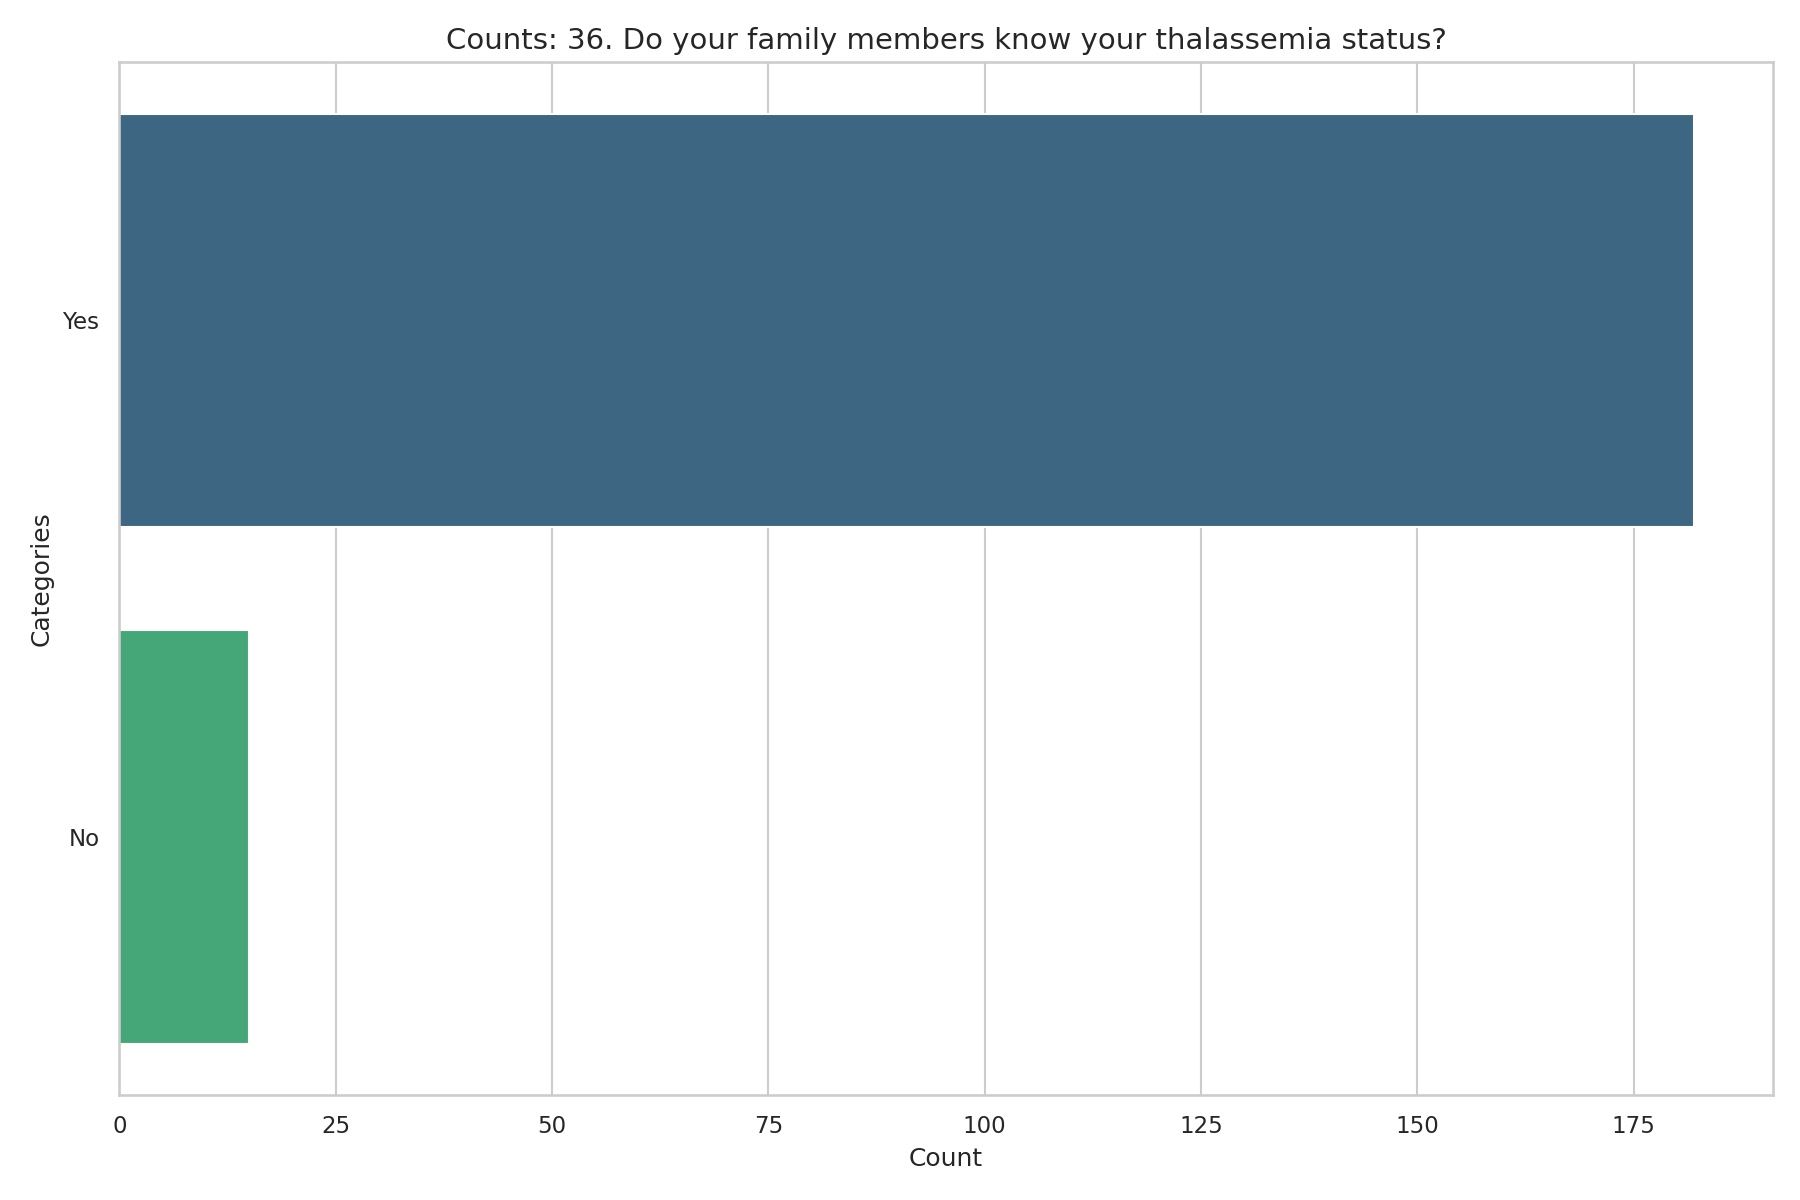 Counts: 36. Do your family members know your thalassemia status?
Yes
Categories
No
0 25 50 75 100 125 150 175
Count